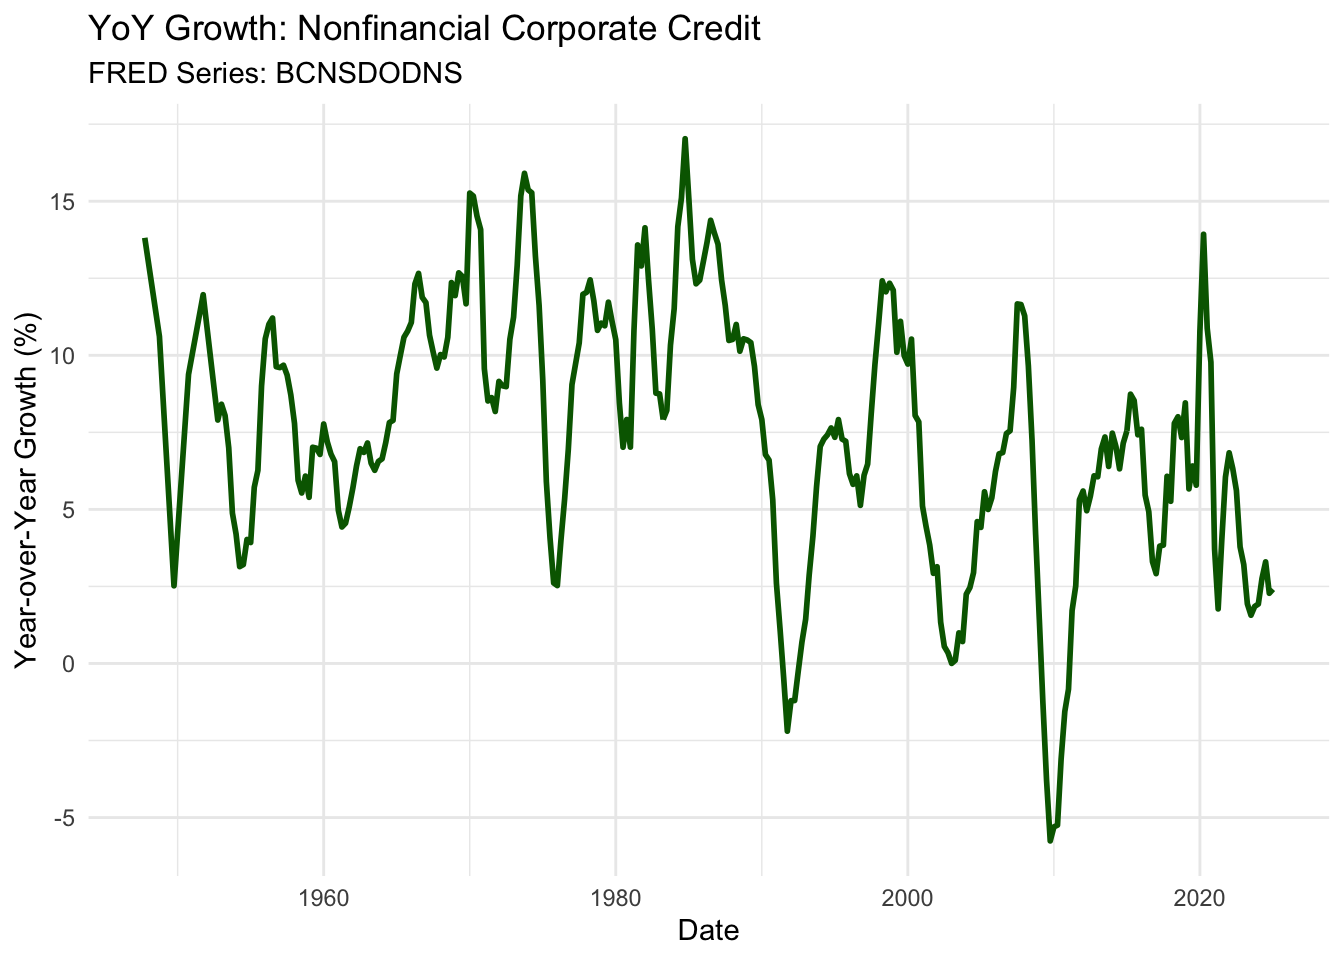 YoY Growth: Nonfinancial Corporate Credit
FRED Series: BCNSDODNS
Year-over-Year Growth (%)
15
10
5
0
-5
1960
1980
2000
2020
Date